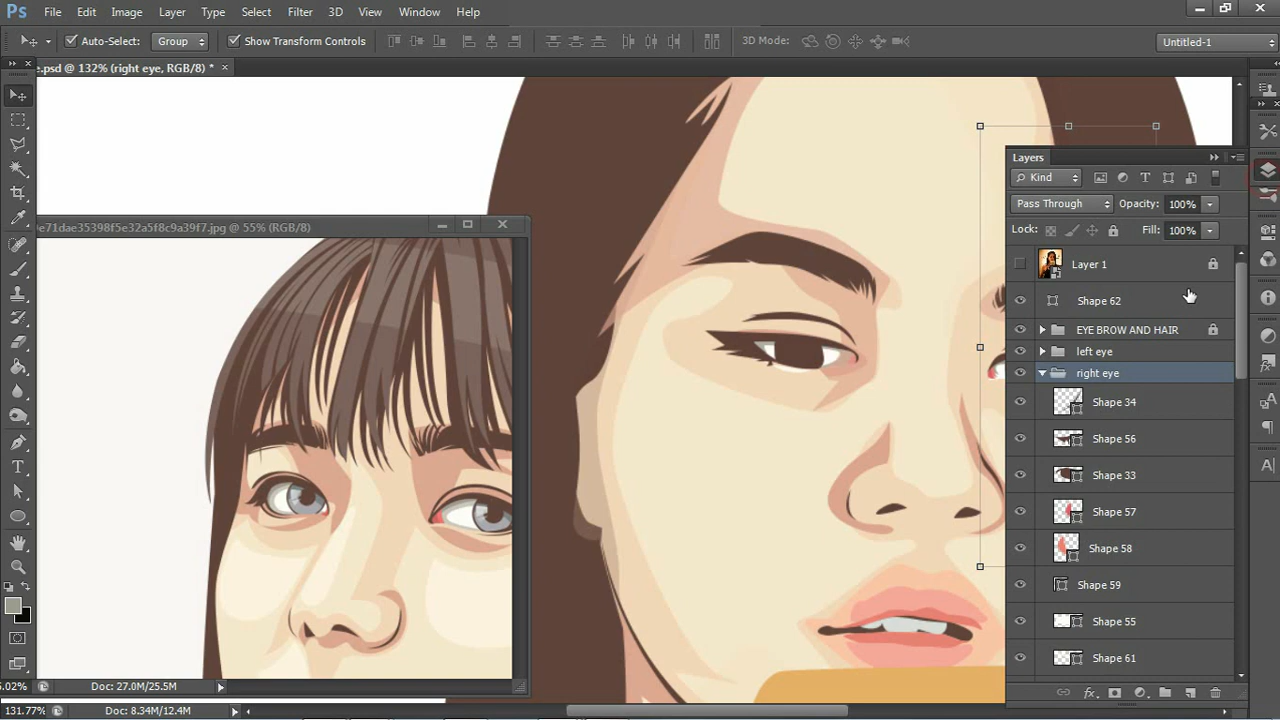 Ps File Edit Image Layer Type Select Filter 3D View Window Help
Auto-Select: Group Show Transform Controls 3D Mode: Untitled-1
e.psd @ 132% (right eye, RGB/8) * ×
Layers
Kind T
Pass Through Opacity: 100%
Lock: Fill: 100%
e71dae35398f5e32a5f8c9a39f7.jpg @ 55% (RGB/8)
Layer 1
Shape 62
EYE BROW AND HAIR
left eye
right eye
Shape 34
Shape 56
Shape 33
Shape 57
Shape 58
Shape 59
Shape 55
Shape 61
5.02% Doc: 27.0M/25.5M
131.77% Doc: 8.34M/12.4M